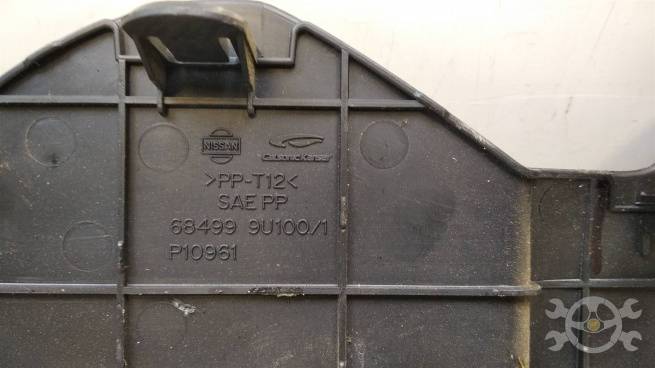 NISSAN
Calsonic Kansei
>PP-T12<
SAE PP
68499 9U100/1
P10961